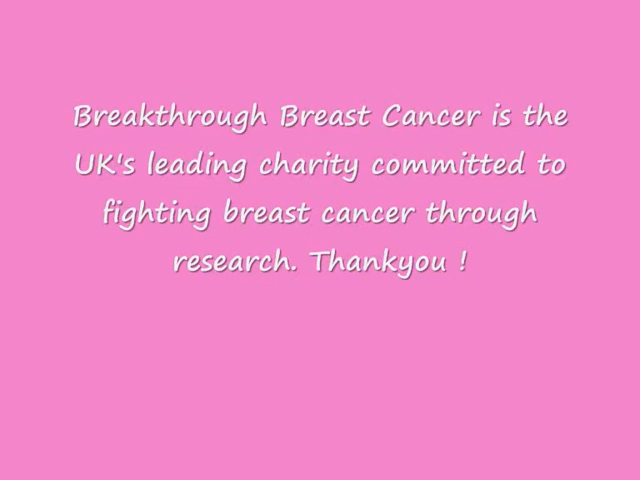 Breakthrough Breast Cancer is the
UK's leading charity committed to
fighting breast cancer through
research. Thankyou !